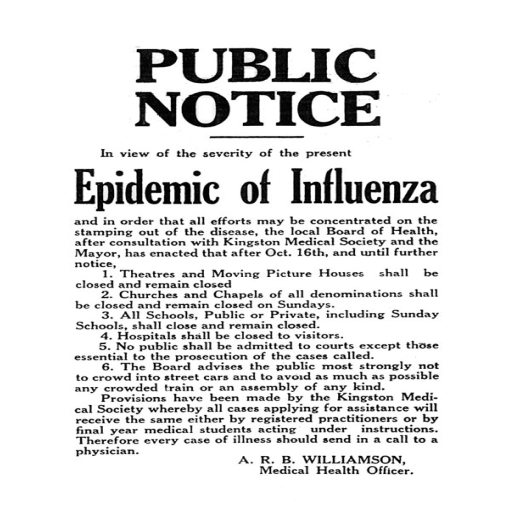 PUBLIC
NOTICE
In view of the severity of the present
Epidemic of Influenza
and in order that all efforts may be concentrated on the
stamping out of the disease, the local Board of Health,
after consultation with Kingston Medical Society and the
Mayor, has enacted that after Oct. 16th, and until further
notice,
1. Theatres and Moving Picture Houses shall be
closed and remain closed
2. Churches and Chapels of all denominations shall
be closed and remain closed on Sundays.
3. All Schools, Public or Private, including Sunday
Schools, shall close and remain closed.
4. Hospitals shall be closed to visitors.
5. No public shall be admitted to courts except those
essential to the prosecution of the cases called.
6. The Board advises the public most strongly not
to crowd into street cars and to avoid as much as possible
any crowded train or an assembly of any kind.
Provisions have been made by the Kingston Medi-
cal Society whereby all cases applying for assistance will
receive the same either by registered practitioners or by
final year medical students acting under instructions.
Therefore every case of illness should send in a call to a
physician.
A. R. B. WILLIAMSON,
Medical Health Officer.